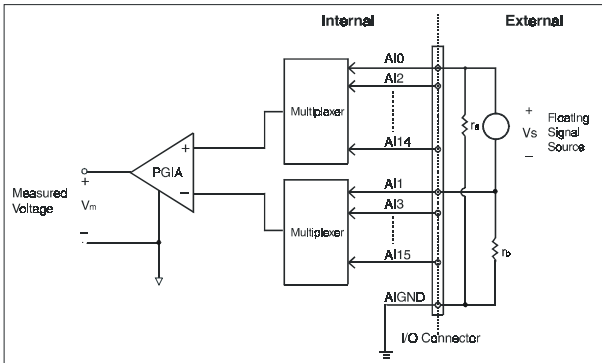 Internal
External
AI0
AI2
Multiplexer
AI14
ra
+
Vs
−
Floating
Signal
Source
+
PGIA
−
Measured
Voltage
+
Vm
−
AI1
AI3
Multiplexer
AI15
rb
AIGND
I/O Connector